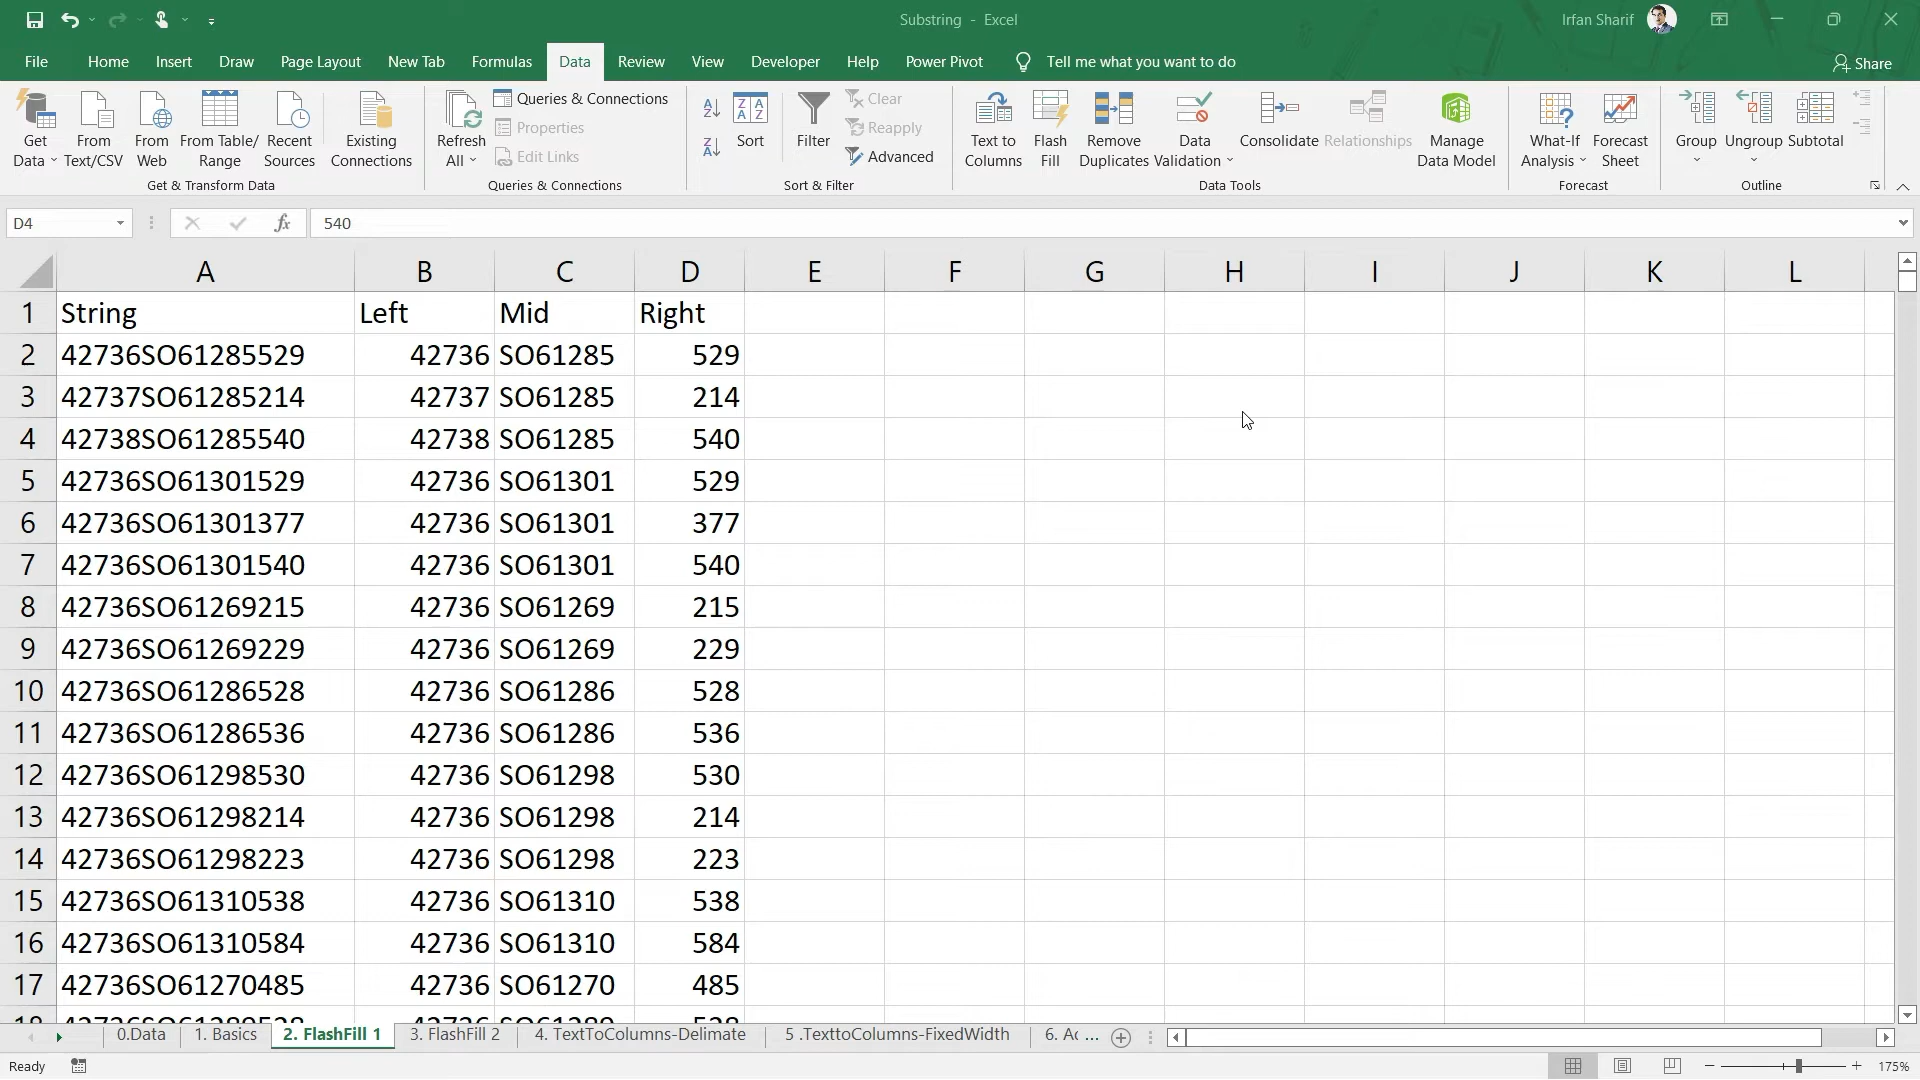 Substring - Excel
Irfan Sharif
File Home Insert Draw Page Layout New Tab Formulas Data Review View Developer Help Power Pivot Tell me what you want to do Share
Get Data
From Text/CSV
From Web
From Table/Range
Recent Sources
Existing Connections
Get & Transform Data
Refresh All
Queries & Connections
Properties
Edit Links
Queries & Connections
Sort
Filter
Clear
Reapply
Advanced
Sort & Filter
Text to Columns
Flash Fill
Remove Duplicates
Data Validation
Consolidate
Relationships
Manage Data Model
Data Tools
What-If Analysis
Forecast Sheet
Forecast
Group
Ungroup
Subtotal
Outline
D4 fx 540
A B C D E F G H I J K L
1 String Left Mid Right
2 42736SO61285529 42736 SO61285 529
3 42737SO61285214 42737 SO61285 214
4 42738SO61285540 42738 SO61285 540
5 42736SO61301529 42736 SO61301 529
6 42736SO61301377 42736 SO61301 377
7 42736SO61301540 42736 SO61301 540
8 42736SO61269215 42736 SO61269 215
9 42736SO61269229 42736 SO61269 229
10 42736SO61286528 42736 SO61286 528
11 42736SO61286536 42736 SO61286 536
12 42736SO61298530 42736 SO61298 530
13 42736SO61298214 42736 SO61298 214
14 42736SO61298223 42736 SO61298 223
15 42736SO61310538 42736 SO61310 538
16 42736SO61310584 42736 SO61310 584
17 42736SO61270485 42736 SO61270 485
0.Data 1. Basics 2. FlashFill 1 3. FlashFill 2 4. TextToColumns-Delimate 5 .TexttoColumns-FixedWidth 6. Ac ...
Ready 175%